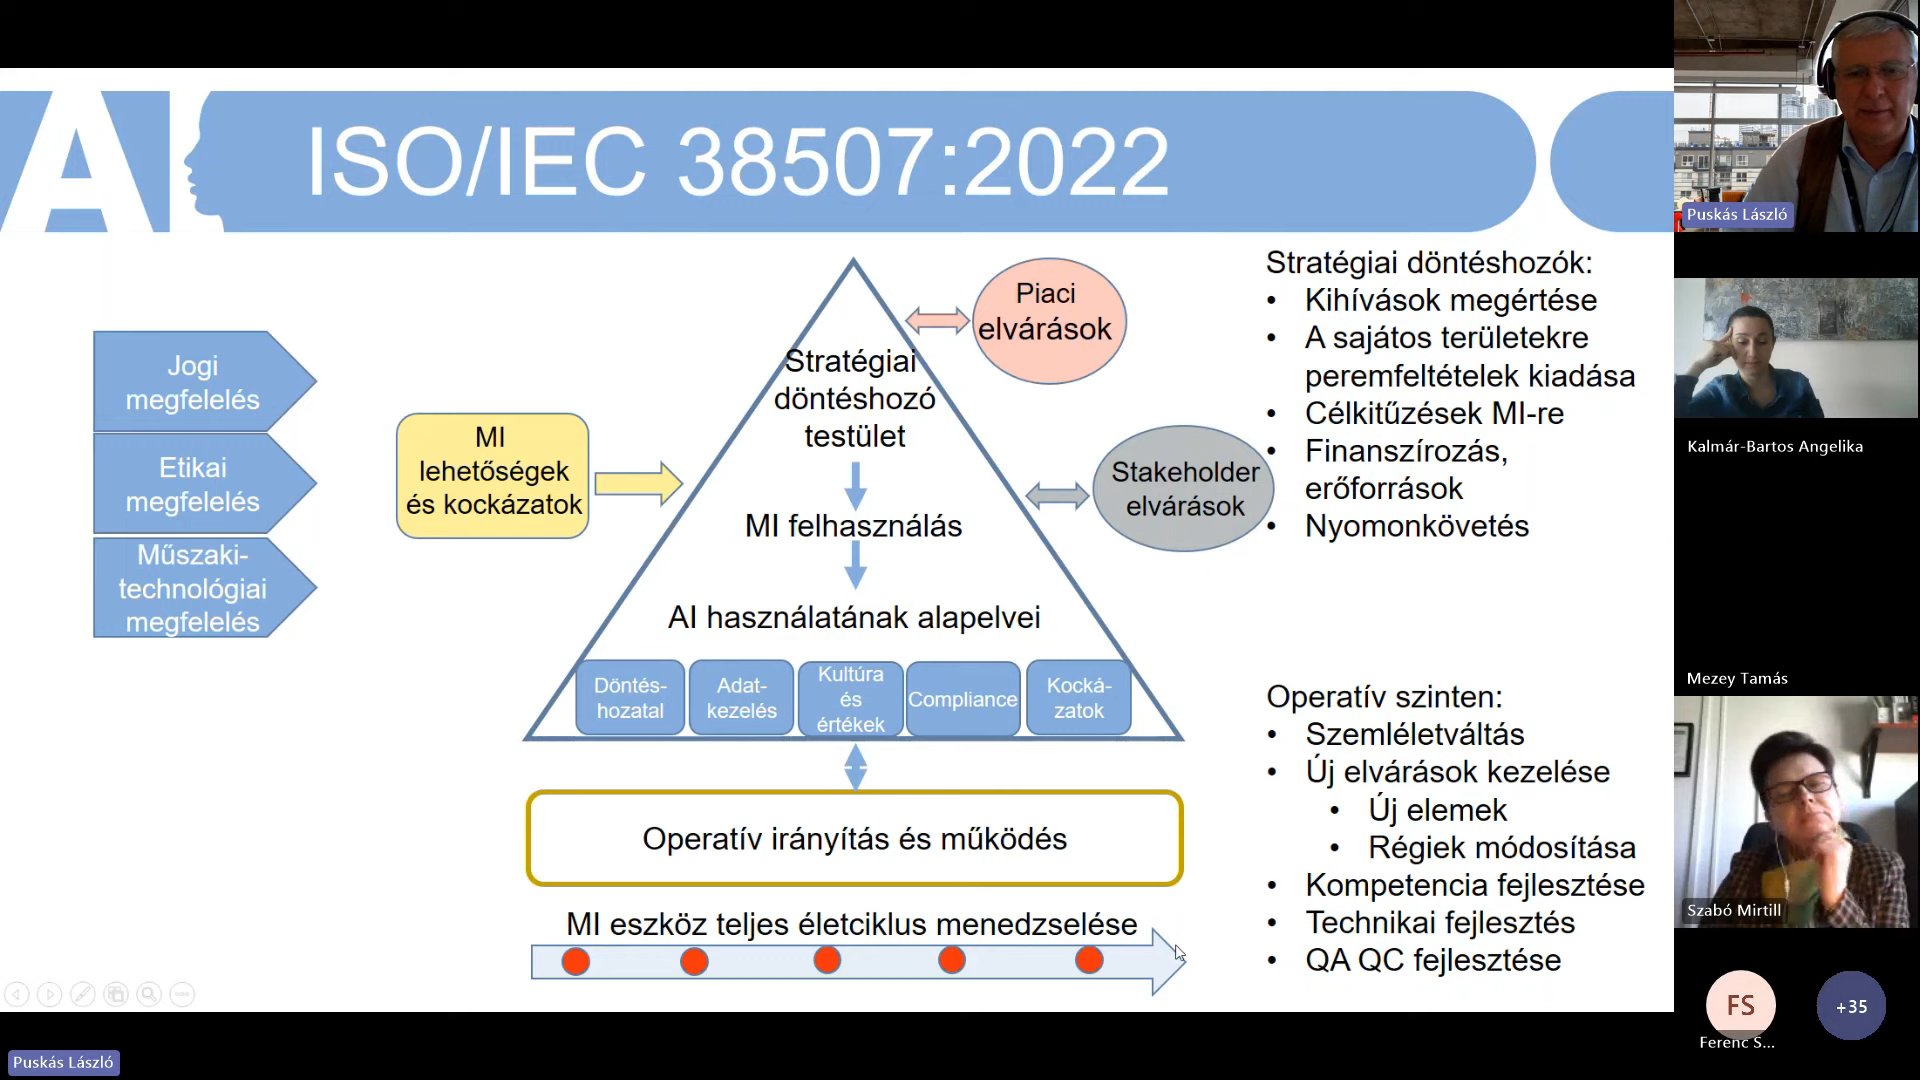 AI
ISO/IEC 38507:2022
Jogi
megfelelés
Etikai
megfelelés
Műszaki-
technológiai
megfelelés
MI
lehetőségek
és kockázatok
Piaci
elvárások
Stakeholder
elvárások
Stratégiai
döntéshozó
testület
MI felhasználás
AI használatának alapelvei
Döntés-
hozatal
Adat-
kezelés
Kultúra
és
értékek
Compliance
Kocká-
zatok
Operatív irányítás és működés
MI eszköz teljes életciklus menedzselése
Stratégiai döntéshozók:
• Kihívások megértése
• A sajátos területekre
peremfeltételek kiadása
• Célkitűzések MI-re
• Finanszírozás,
erőforrások
• Nyomonkövetés
Operatív szinten:
• Szemléletváltás
• Új elvárások kezelése
• Új elemek
• Régiek módosítása
• Kompetencia fejlesztése
• Technikai fejlesztés
• QA QC fejlesztése
Puskás László
Kalmár-Bartos Angelika
Mezey Tamás
Szabó Mirtill
FS
Ferenc S...
+35
Puskás László